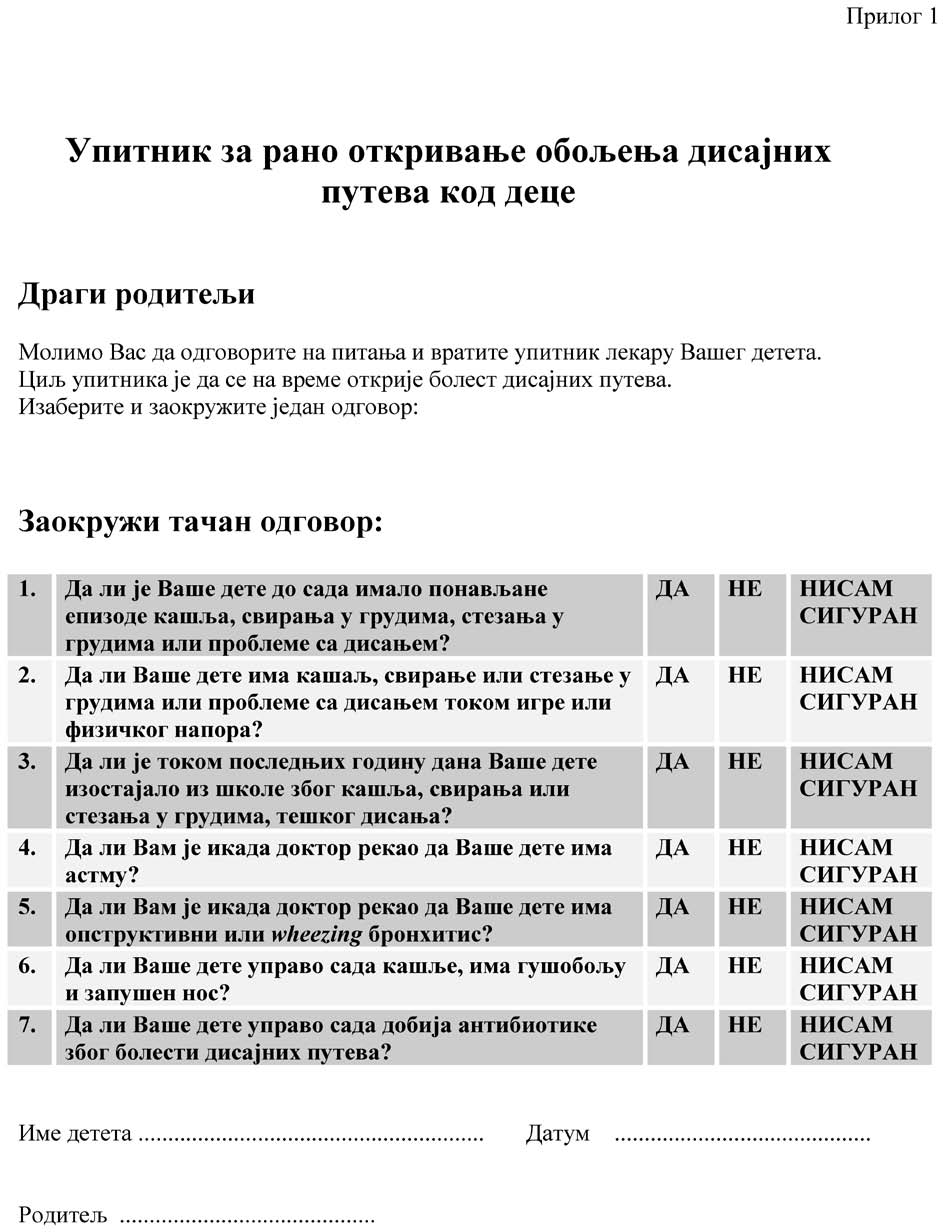 Прилог 1
Упитник за рано откривање обољења дисајних
путева код деце
Драги родитељи
Молимо Вас да одговорите на питања и вратите упитник лекару Вашег детета.
Циљ упитника је да се на време открије болест дисајних путева.
Изаберите и заокружите један одговор:
Заокружи тачан одговор:
1. Да ли је Ваше дете до сада имало понављане ДА НЕ НИСАМ
епизоде кашља, свирања у грудима, стезања у СИГУРАН
грудима или проблеме са дисањем?
2. Да ли Ваше дете има кашаљ, свирање или стезање у ДА НЕ НИСАМ
грудима или проблеме са дисањем током игре или СИГУРАН
физичког напора?
3. Да ли је током последњих годину дана Ваше дете ДА НЕ НИСАМ
изостајало из школе због кашља, свирања или СИГУРАН
стезања у грудима, тешког дисања?
4. Да ли Вам је икада доктор рекао да Ваше дете има ДА НЕ НИСАМ
астму? СИГУРАН
5. Да ли Вам је икада доктор рекао да Ваше дете има ДА НЕ НИСАМ
опструктивни или wheezing бронхитис? СИГУРАН
6. Да ли Ваше дете управо сада кашље, има гушобољу ДА НЕ НИСАМ
и запушен нос? СИГУРАН
7. Да ли Ваше дете управо сада добија антибиотике ДА НЕ НИСАМ
због болести дисајних путева? СИГУРАН
Име детета .......................................................... Датум ...........................................
Родитељ ...........................................